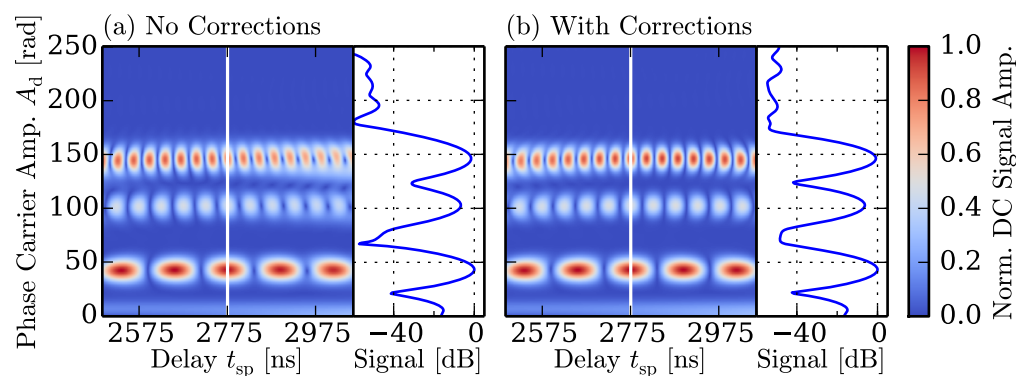 (a) No Corrections
(b) With Corrections
Phase Carrier Amp. A_d [rad]
250
200
150
100
50
0
2575 2775 2975
Delay t_sp [ns]
−40 0
Signal [dB]
2575 2775 2975
Delay t_sp [ns]
−40 0
Signal [dB]
1.0
0.8
0.6
0.4
0.2
0.0
Norm. DC Signal Amp.